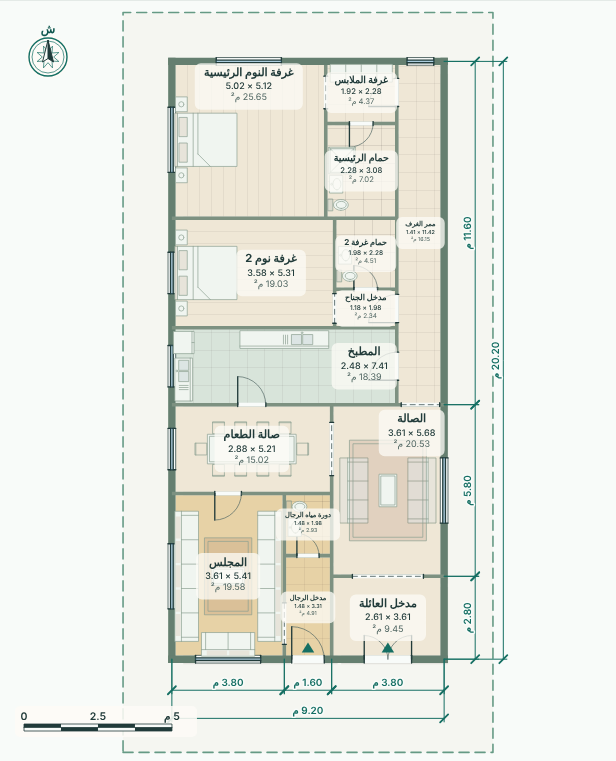 ش
غرفة النوم الرئيسية
5.02 × 5.12
25.65 م²
غرفة الملابس
1.92 × 2.28
4.37 م²
حمام الرئيسية
2.28 × 3.08
7.02 م²
ممر الغرف
1.41 × 11.42
16.15 م²
11.60 م
حمام غرفة 2
1.98 × 2.28
4.51 م²
غرفة نوم 2
3.58 × 5.31
19.03 م²
مدخل الجناح
1.18 × 1.98
2.34 م²
المطبخ
2.48 × 7.41
18.39 م²
20.20 م
الصالة
3.61 × 5.68
20.53 م²
صالة الطعام
2.88 × 5.21
15.02 م²
5.80 م
دورة مياه الرجال
1.48 × 1.98
2.93 م²
المجلس
3.61 × 5.41
19.58 م²
مدخل الرجال
1.48 × 3.31
4.91 م²
مدخل العائلة
2.61 × 3.61
9.45 م²
2.80 م
3.80 م
1.60 م
3.80 م
9.20 م
0
2.5
5 م